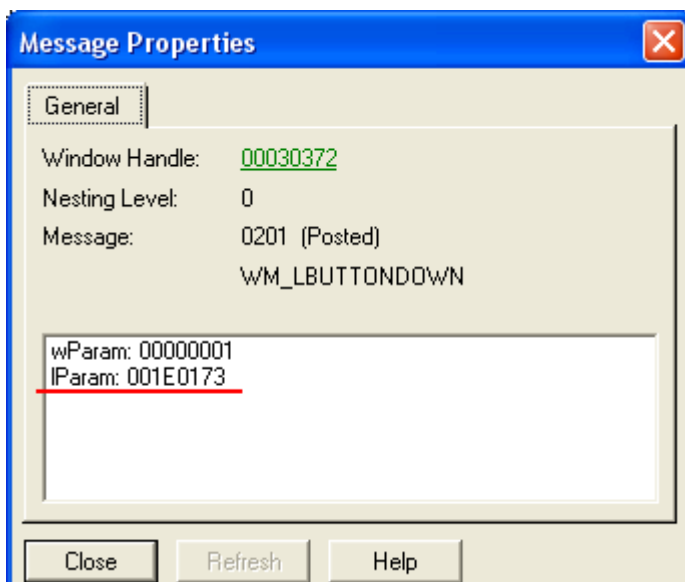 Message Properties
General
Window Handle: 00030372
Nesting Level: 0
Message: 0201 (Posted)
WM_LBUTTONDOWN
wParam: 00000001
lParam: 001E0173
Close Refresh Help